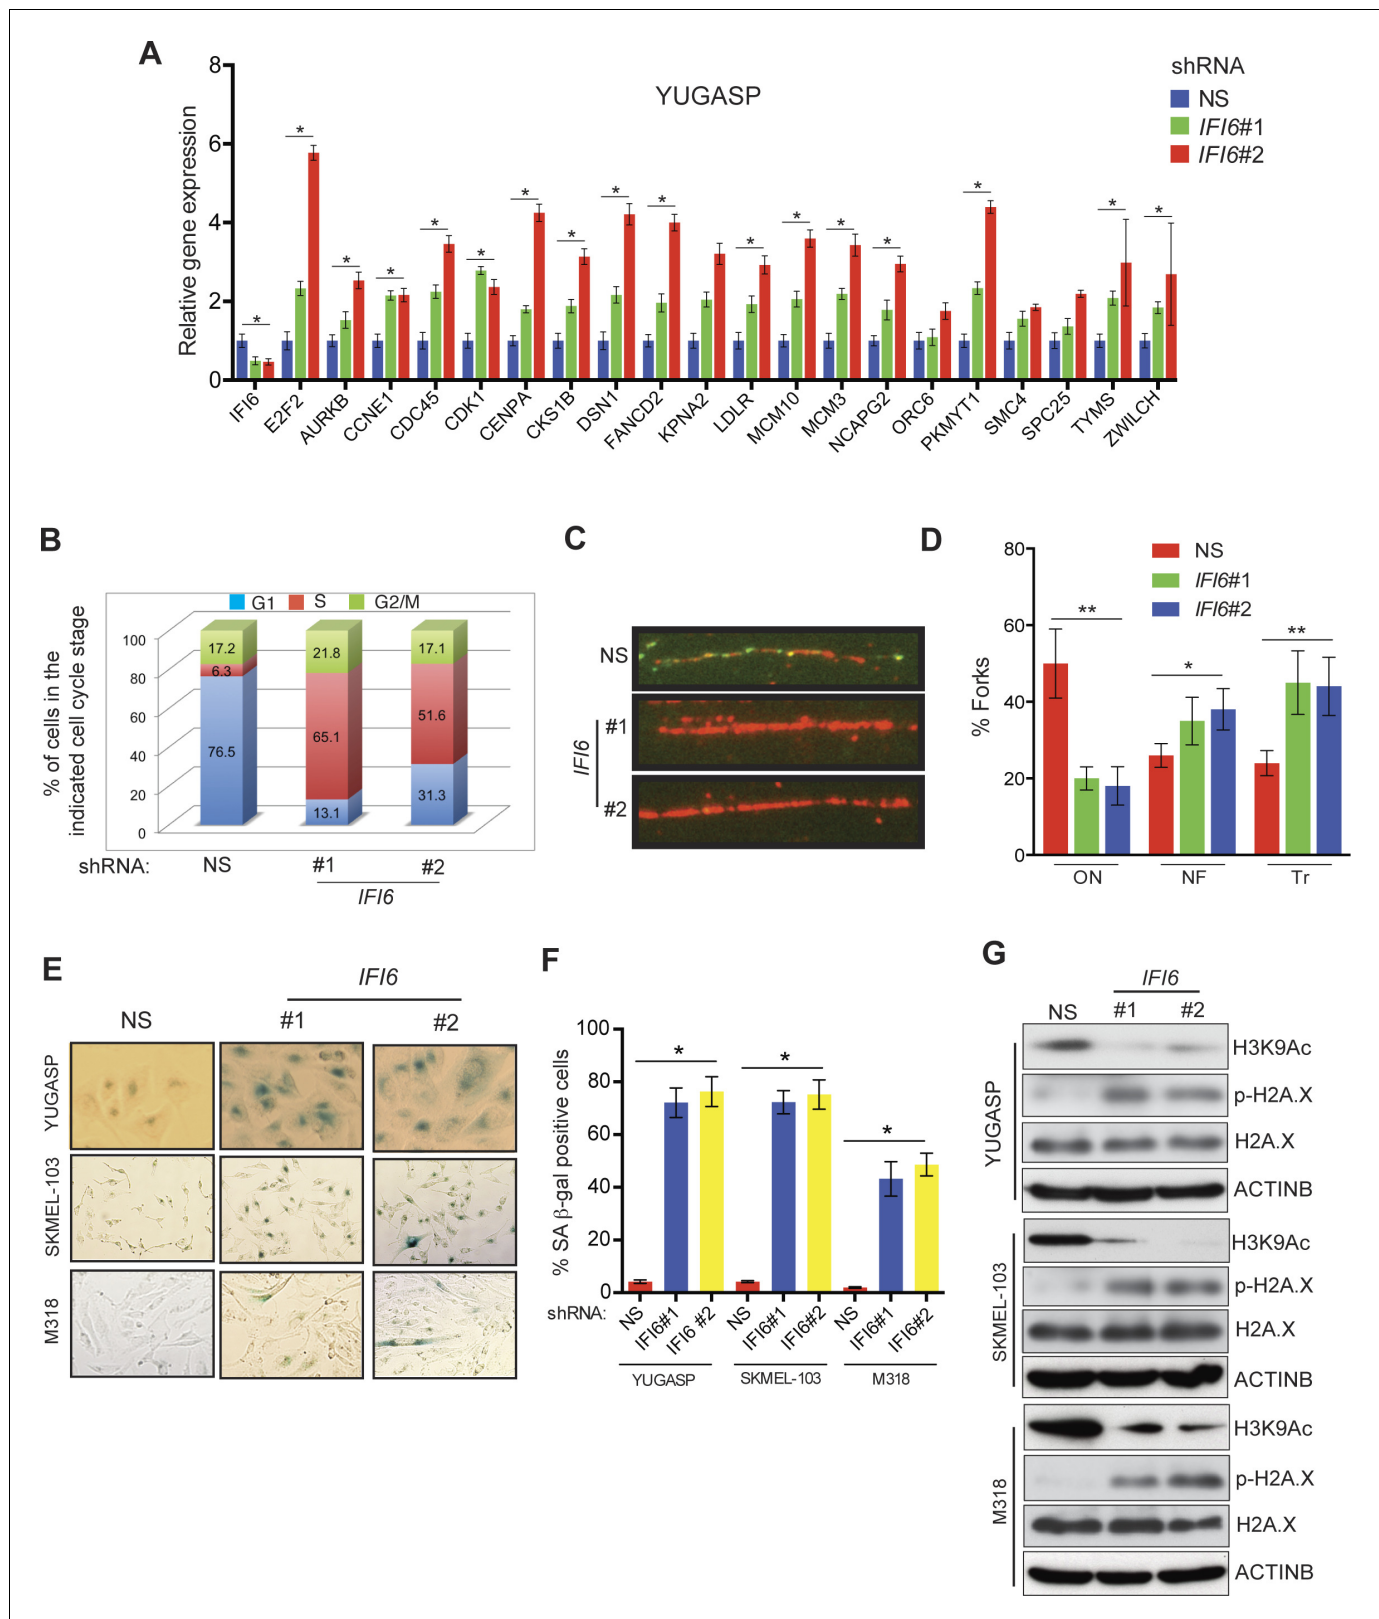 A
YUGASP
shRNA
NS
IFI6#1
IFI6#2
Relative gene expression
8
6
4
2
0
* * * * * * * * * * * * * * * * *
IFI6 E2F2 AURKB CCNE1 CDC45 CDK1 CENPA CKS1B DSN1 FANCD2 KPNA2 LDLR MCM10 MCM3 NCAPG2 ORC6 PKMYT1 SMC4 SPC25 TYMS ZWILCH
B
G1 S G2/M
% of cells in the
indicated cell cycle stage
100
80
60
40
20
0
17.2 21.8 17.1
6.3 65.1 51.6
76.5 13.1 31.3
shRNA: NS #1 #2
IFI6
C
NS
#1
#2
IFI6
D
NS
IFI6#1
IFI6#2
% Forks
80
60
40
20
0
** * **
ON NF Tr
E
IFI6
NS #1 #2
YUGASP
SKMEL-103
M318
F
% SA β-gal positive cells
100
80
60
40
20
0
* * *
shRNA: NS IFI6#1 IFI6 #2 NS IFI6#1 IFI6#2 NS IFI6#1 IFI6#2
YUGASP SKMEL-103 M318
G
IFI6
NS #1 #2
YUGASP
H3K9Ac
p-H2A.X
H2A.X
ACTINB
SKMEL-103
H3K9Ac
p-H2A.X
H2A.X
ACTINB
M318
H3K9Ac
p-H2A.X
H2A.X
ACTINB